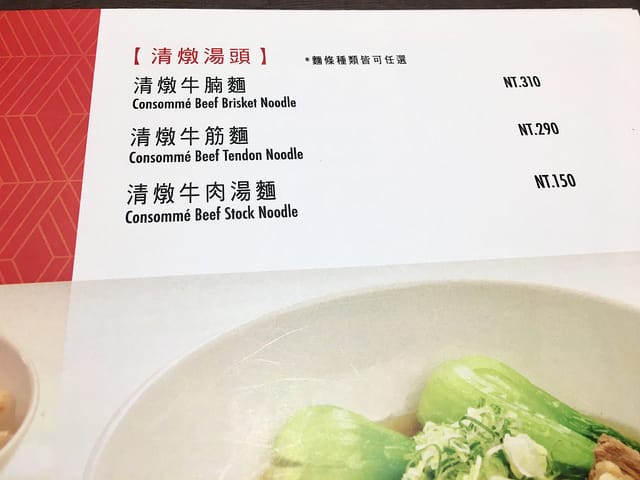 【清燉湯頭】 *麵條種類皆可任選
清燉牛腩麵 NT.310
Consommé Beef Brisket Noodle
清燉牛筋麵 NT.290
Consommé Beef Tendon Noodle
清燉牛肉湯麵 NT.150
Consommé Beef Stock Noodle